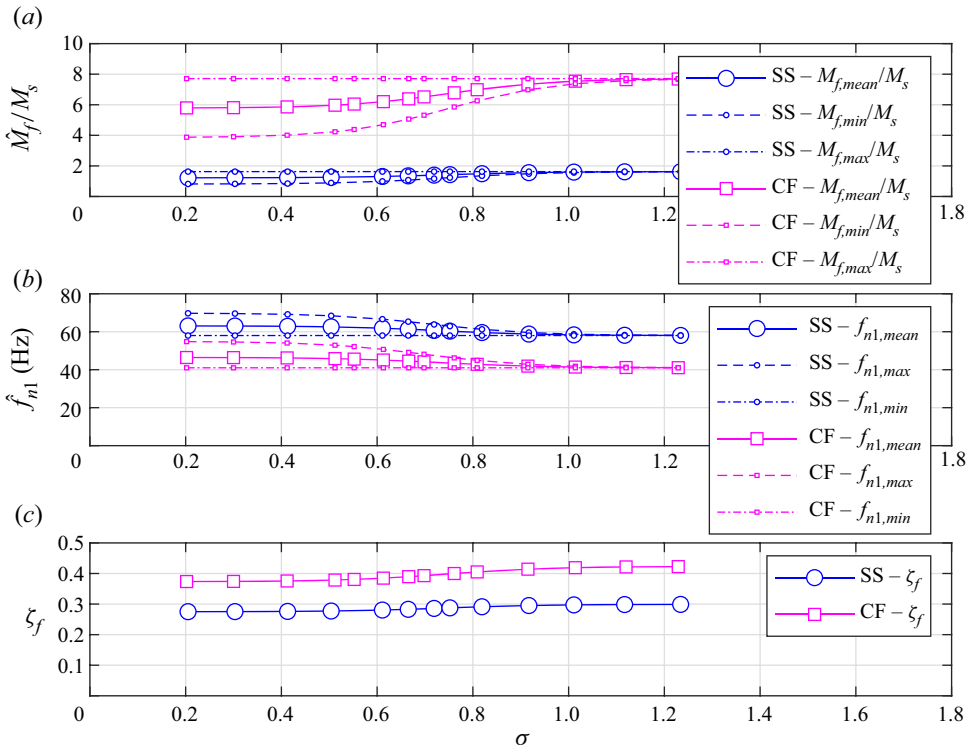 (a)
10
8
6
4
2
0
M̂f/Ms
SS – Mf,mean/Ms
SS – Mf,min/Ms
SS – Mf,max/Ms
CF – Mf,mean/Ms
CF – Mf,min/Ms
CF – Mf,max/Ms
0.2 0.4 0.6 0.8 1.0 1.2 1.8
(b)
80
60
40
20
0
f̂n1 (Hz)
SS – fn1,mean
SS – fn1,max
SS – fn1,min
CF – fn1,mean
CF – fn1,max
CF – fn1,min
0.2 0.4 0.6 0.8 1.0 1.2 1.8
(c)
0.5
0.4
0.3
0.2
0.1
0
ζf
SS – ζf
CF – ζf
0.2 0.4 0.6 0.8 1.0 1.2 1.4 1.6 1.8
σ